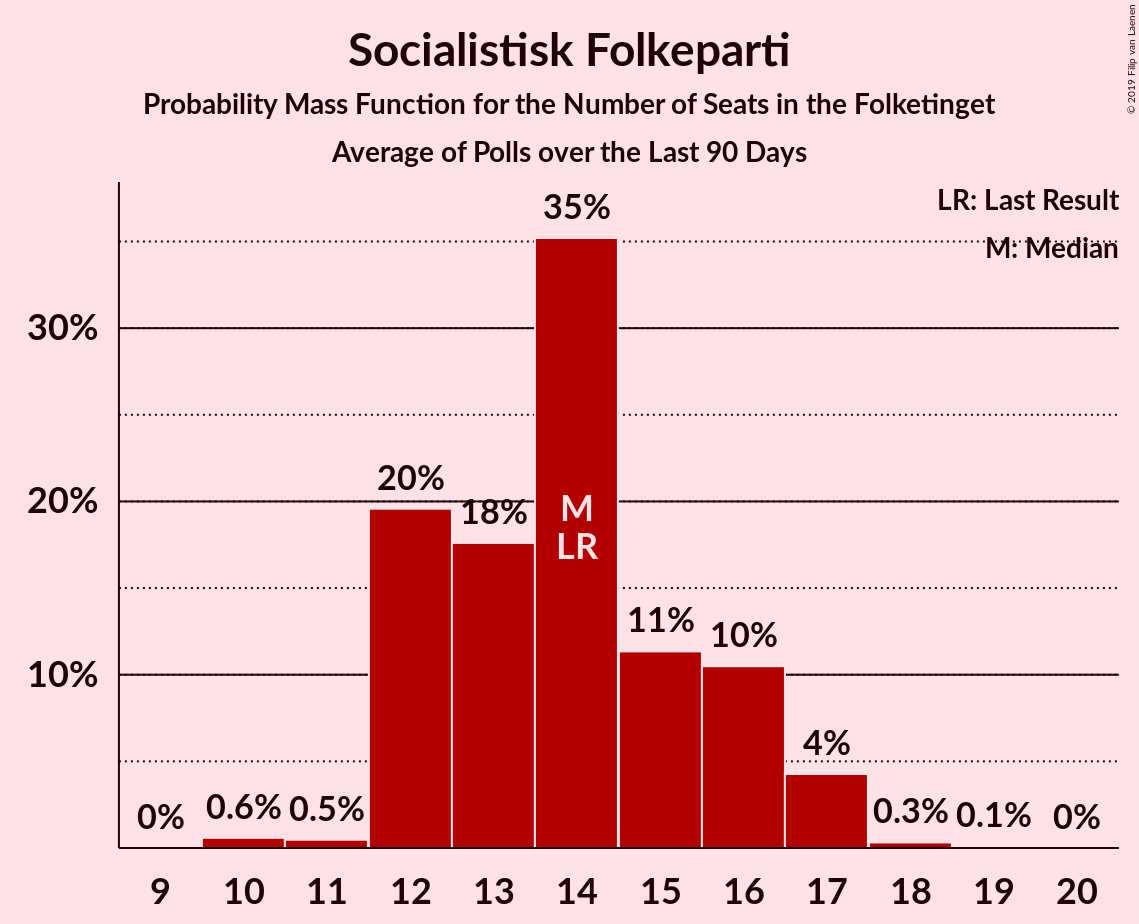 Socialistisk Folkeparti
Probability Mass Function for the Number of Seats in the Folketinget
Average of Polls over the Last 90 Days
© 2019 Filip van Laenen
LR: Last Result
M: Median
30%
20%
10%
0%
0.6%
0.5%
20%
18%
35%
M
LR
11%
10%
4%
0.3%
0.1%
0%
9 10 11 12 13 14 15 16 17 18 19 20